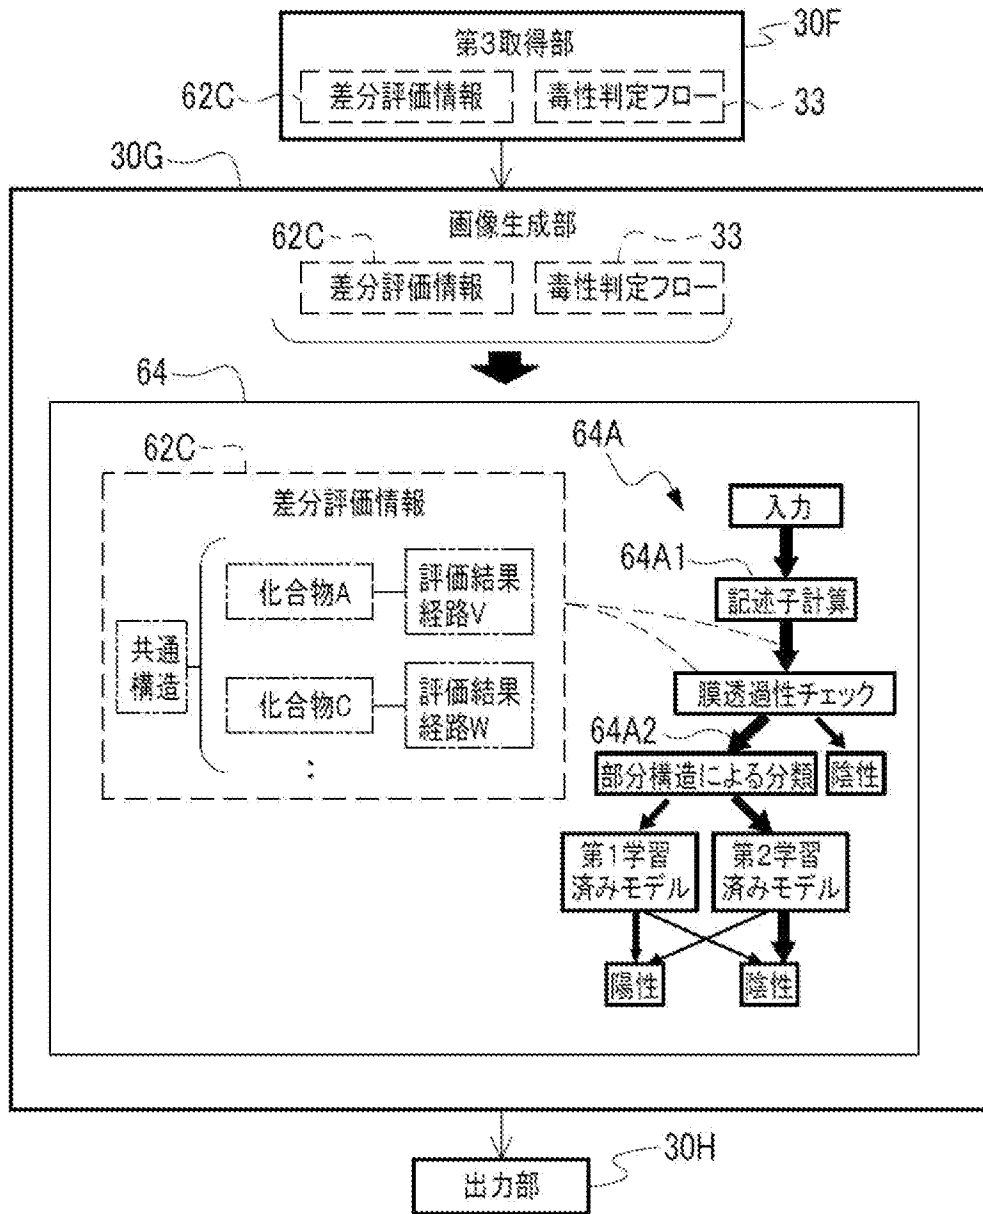 第3取得部
30F
62C
差分評価情報
毒性判定フロー
33
30G
画像生成部
62C
33
差分評価情報
毒性判定フロー
64
62C
差分評価情報
共通
構造
化合物A
評価結果
経路V
化合物C
評価結果
経路W
:
64A
入力
64A1
記述子計算
膜透過性チェック
64A2
部分構造による分類
陰性
第1学習
済みモデル
第2学習
済みモデル
陽性
陰性
出力部
30H